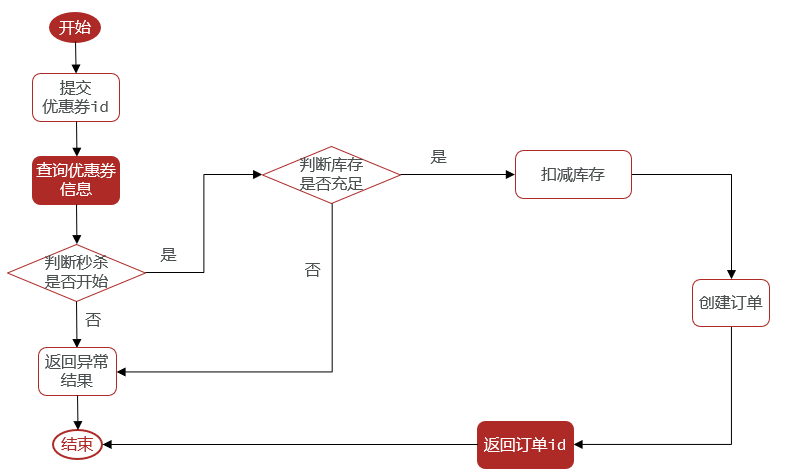 开始
提交
优惠券id
查询优惠券
信息
判断秒杀
是否开始
是
否
返回异常
结果
结束
判断库存
是否充足
是
否
扣减库存
创建订单
返回订单id